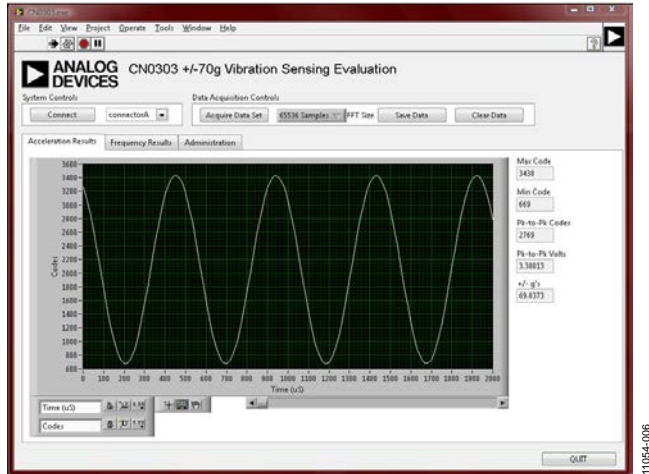 CN0303.exe
File Edit View Project Operate Tools Window Help
ANALOG DEVICES
CN0303 +/-70g Vibration Sensing Evaluation
System Controls
Data Acquisition Controls
Connect connectorA Acquire Data Set 65536 Samples FFT Size Save Data Clear Data
Acceleration Results Frequency Results Administration
3600
3400
3200
3000
2800
2600
2400
2200
2000
1800
1600
1400
1200
1000
800
600
Codes
0 100 200 300 400 500 600 700 800 900 1000 1100 1200 1300 1400 1500 1600 1700 1800 1900 2000
Time (uS)
Max Code
3438
Min Code
669
Pk-to-Pk Codes
2769
Pk-to-Pk Volts
3.38013
+/- g's
69.8373
Time (uS)
Codes
QUIT
11054-006